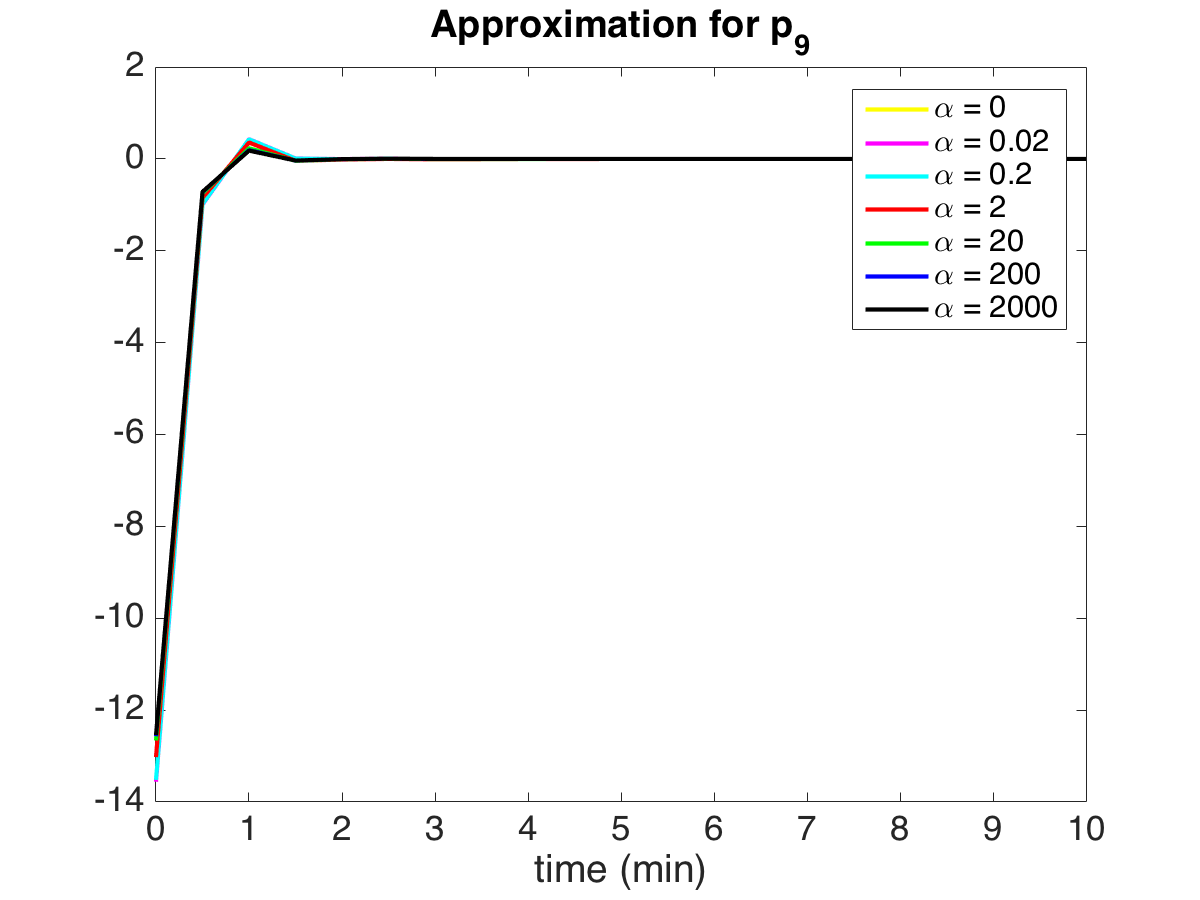 Approximation for p₉
2
0
-2
-4
-6
-8
-10
-12
-14
α = 0
α = 0.02
α = 0.2
α = 2
α = 20
α = 200
α = 2000
0 1 2 3 4 5 6 7 8 9 10
time (min)